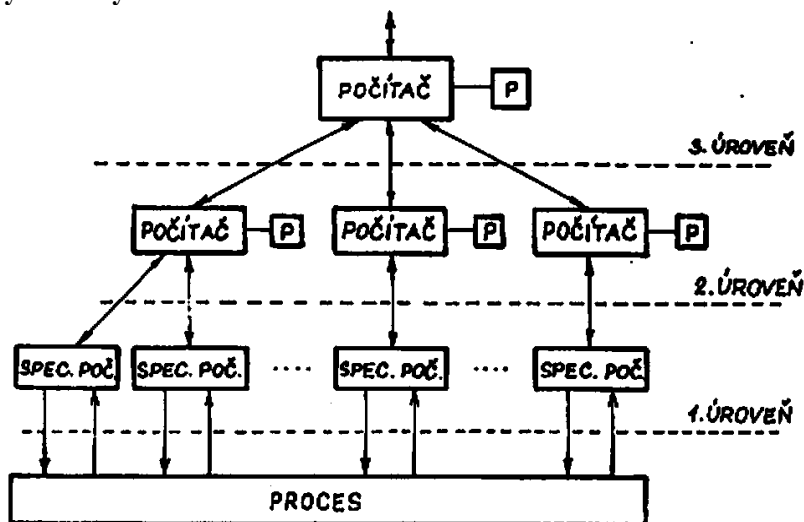 POČÍTAČ P
3. ÚROVEŇ
POČÍTAČ P POČÍTAČ P POČÍTAČ P
2. ÚROVEŇ
SPEC. POČ. SPEC. POČ. .... SPEC. POČ. .... SPEC. POČ.
1. ÚROVEŇ
PROCES